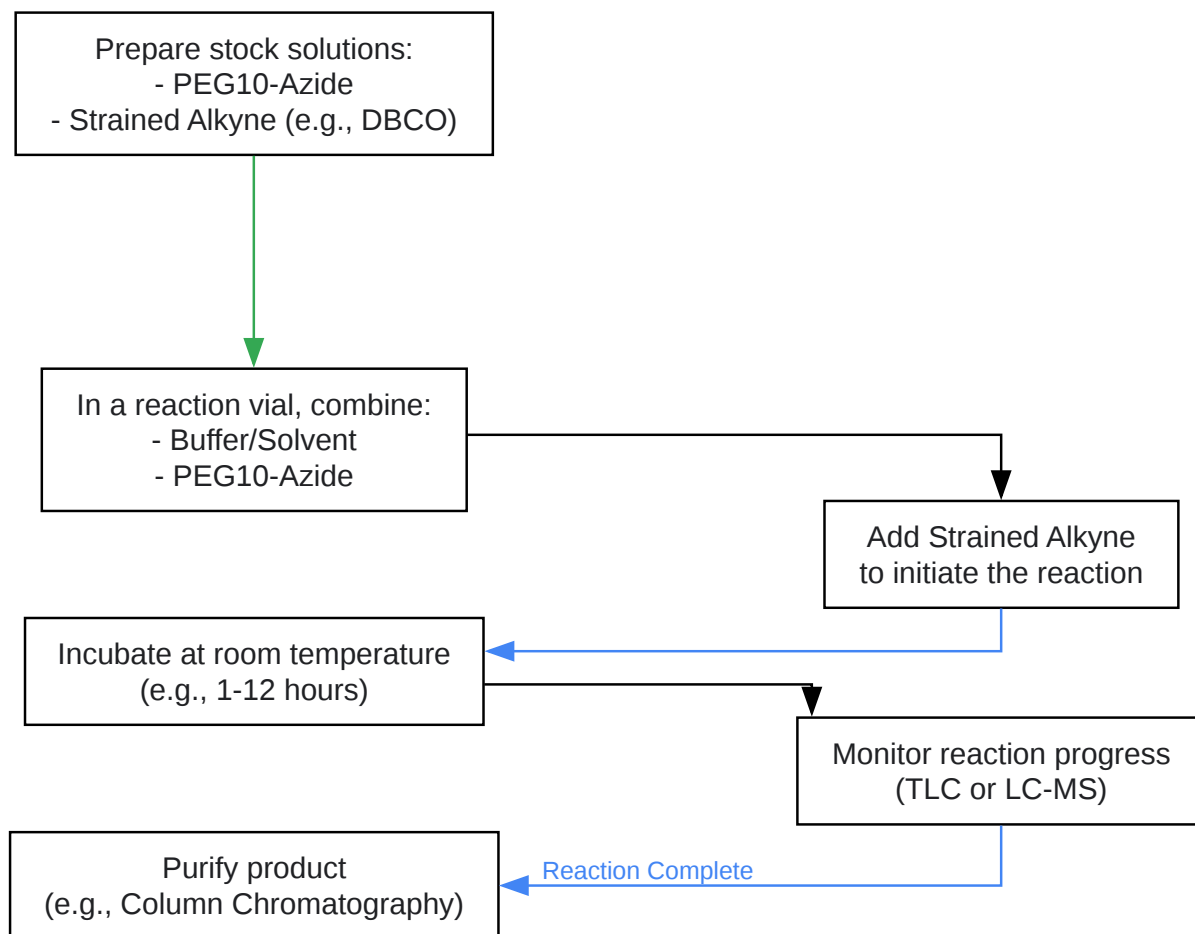 Prepare stock solutions:
- PEG10-Azide
- Strained Alkyne (e.g., DBCO)
In a reaction vial, combine:
- Buffer/Solvent
- PEG10-Azide
Add Strained Alkyne
to initiate the reaction
Incubate at room temperature
(e.g., 1-12 hours)
Monitor reaction progress
(TLC or LC-MS)
Reaction Complete
Purify product
(e.g., Column Chromatography)